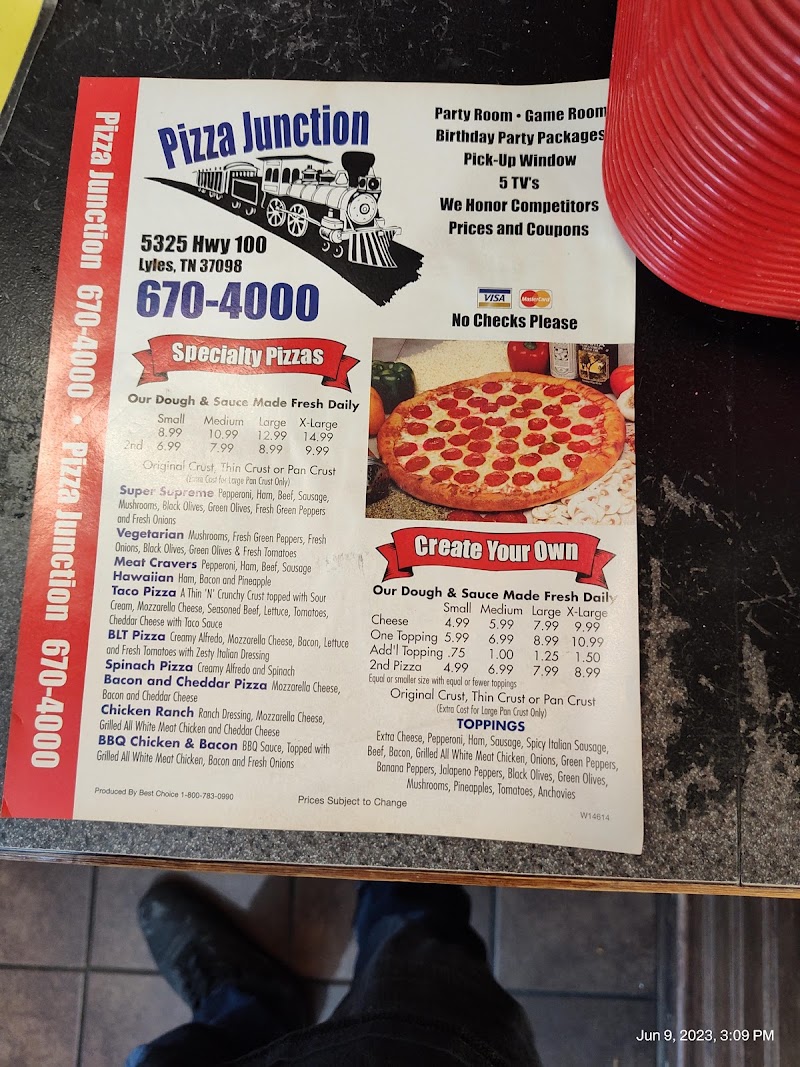 Pizza Junction
5325 Hwy 100
Lyles, TN 37098
670-4000
Party Room • Game Room
Birthday Party Packages
Pick-Up Window
5 TV's
We Honor Competitors
Prices and Coupons
VISA MasterCard
No Checks Please
Pizza Junction 670-4000 • Pizza Junction 670-4000
Specialty Pizzas
Our Dough & Sauce Made Fresh Daily
Small Medium Large X-Large
8.99 10.99 12.99 14.99
2nd 6.99 7.99 8.99 9.99
Original Crust, Thin Crust or Pan Crust
(Extra Cost for Large Pan Crust Only)
Super Supreme Pepperoni, Ham, Beef, Sausage,
Mushrooms, Black Olives, Green Olives, Fresh Green Peppers
and Fresh Onions
Vegetarian Mushrooms, Fresh Green Peppers, Fresh
Onions, Black Olives, Green Olives & Fresh Tomatoes
Meat Cravers Pepperoni, Ham, Beef, Sausage
Hawaiian Ham, Bacon and Pineapple
Taco Pizza A Thin 'N' Crunchy Crust topped with Sour
Cream, Mozzarella Cheese, Seasoned Beef, Lettuce, Tomatoes,
Cheddar Cheese with Taco Sauce
BLT Pizza Creamy Alfredo, Mozzarella Cheese, Bacon, Lettuce
and Fresh Tomatoes with Zesty Italian Dressing
Spinach Pizza Creamy Alfredo and Spinach
Bacon and Cheddar Pizza Mozzarella Cheese,
Bacon and Cheddar Cheese
Chicken Ranch Ranch Dressing, Mozzarella Cheese,
Grilled All White Meat Chicken and Cheddar Cheese
BBQ Chicken & Bacon BBQ Sauce, Topped with
Grilled All White Meat Chicken, Bacon and Fresh Onions
Create Your Own
Our Dough & Sauce Made Fresh Daily
Small Medium Large X-Large
Cheese 4.99 5.99 7.99 9.99
One Topping 5.99 6.99 8.99 10.99
Add'l Topping .75 1.00 1.25 1.50
2nd Pizza 4.99 6.99 7.99 8.99
Equal or smaller size with equal or fewer toppings
Original Crust, Thin Crust or Pan Crust
(Extra Cost for Large Pan Crust Only)
TOPPINGS
Extra Cheese, Pepperoni, Ham, Sausage, Spicy Italian Sausage,
Beef, Bacon, Grilled All White Meat Chicken, Onions, Green Peppers,
Banana Peppers, Jalapeno Peppers, Black Olives, Green Olives,
Mushrooms, Pineapples, Tomatoes, Anchovies
Produced By Best Choice 1-800-783-0990
Prices Subject to Change
W14614
Jun 9, 2023, 3:09 PM